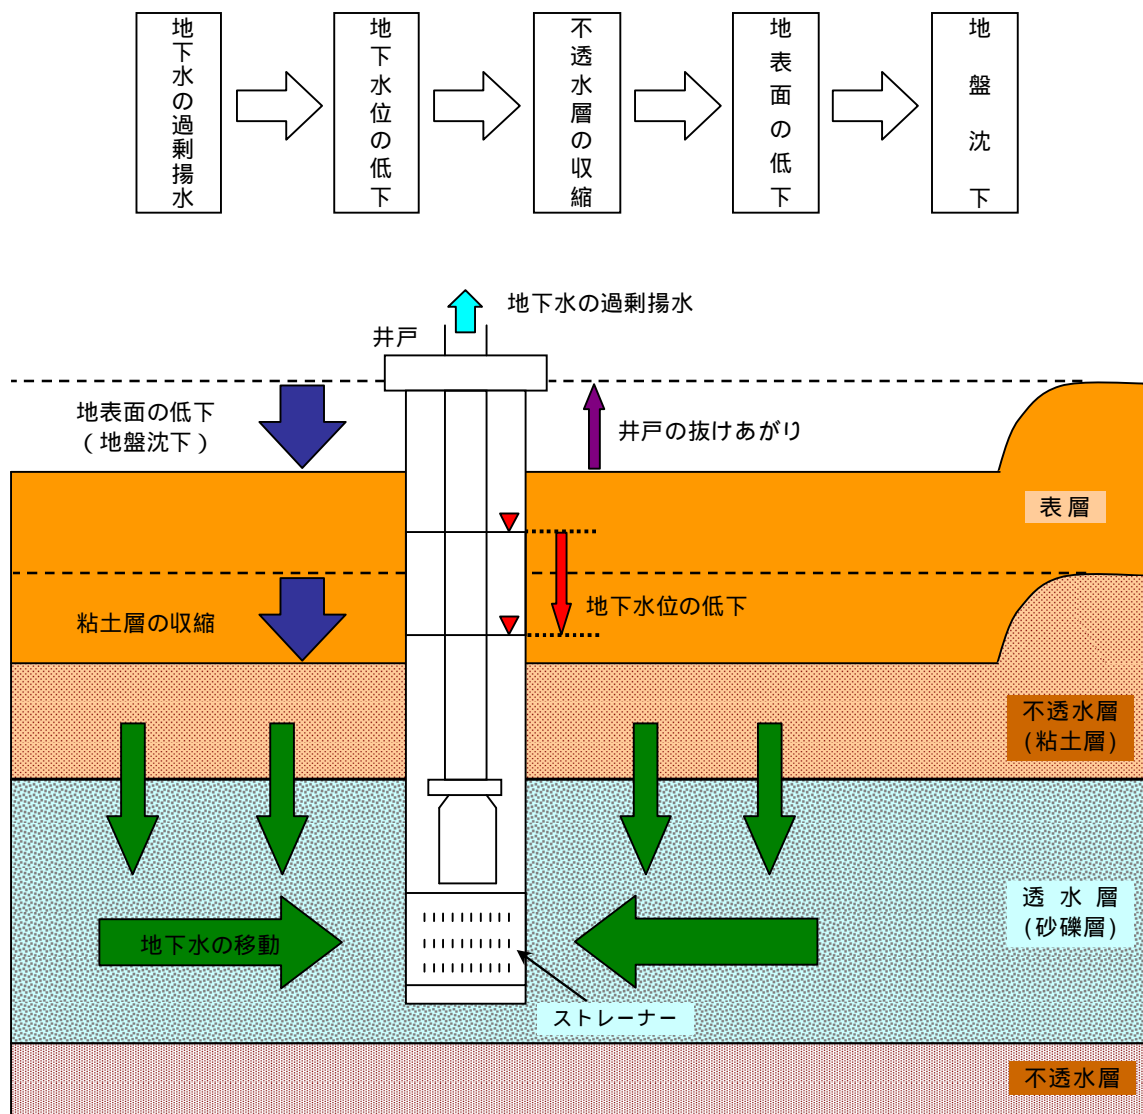 地下水の過剰揚水
地下水位の低下
不透水層の収縮
地表面の低下
地盤沈下
地下水の過剰揚水
井戸
地表面の低下
(地盤沈下)
井戸の抜けあがり
表層
地下水位の低下
粘土層の収縮
不透水層
(粘土層)
透水層
(砂礫層)
地下水の移動
ストレーナー
不透水層